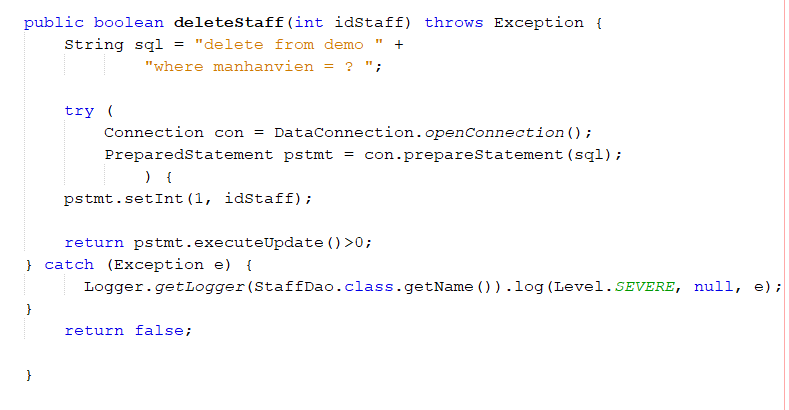 public boolean deleteStaff(int idStaff) throws Exception {
String sql = "delete from demo " +
"where manhanvien = ? ";
try (
Connection con = DataConnection.openConnection();
PreparedStatement pstmt = con.prepareStatement(sql);
) {
pstmt.setInt(1, idStaff);
return pstmt.executeUpdate()>0;
} catch (Exception e) {
Logger.getLogger(StaffDao.class.getName()).log(Level.SEVERE, null, e);
}
return false;
}